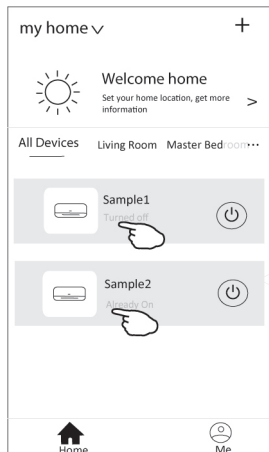 my home
Welcome home
Set your home location, get more
information
All Devices Living Room Master Bedroom
Sample1
Turned off
Sample2
Already On
Home Me